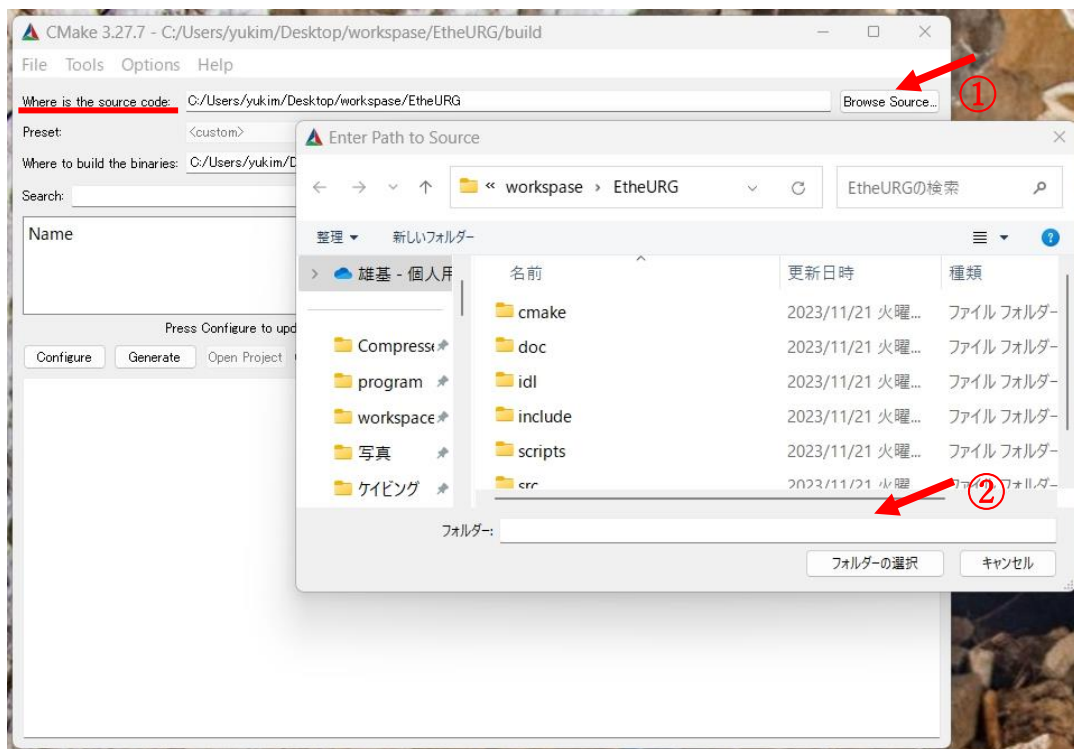 CMake 3.27.7 - C:/Users/yukim/Desktop/workspase/EtheURG/build
File Tools Options Help
Where is the source code: C:/Users/yukim/Desktop/workspase/EtheURG Browse Source... ①
Preset: <custom>
Where to build the binaries: C:/Users/yukim/D
Search:
Name
Press Configure to upd
Configure Generate Open Project
Enter Path to Source
« workspase › EtheURG EtheURGの検索
整理 新しいフォルダー
雄基 - 個人用 名前 更新日時 種類
cmake 2023/11/21 火曜... ファイル フォルダー
Compresse doc 2023/11/21 火曜... ファイル フォルダー
program idl 2023/11/21 火曜... ファイル フォルダー
workspace include 2023/11/21 火曜... ファイル フォルダー
写真 scripts 2023/11/21 火曜... ファイル フォルダー
ケイビング src 2023/11/21 火曜 ファイル フォルダー ②
フォルダー:
フォルダーの選択 キャンセル